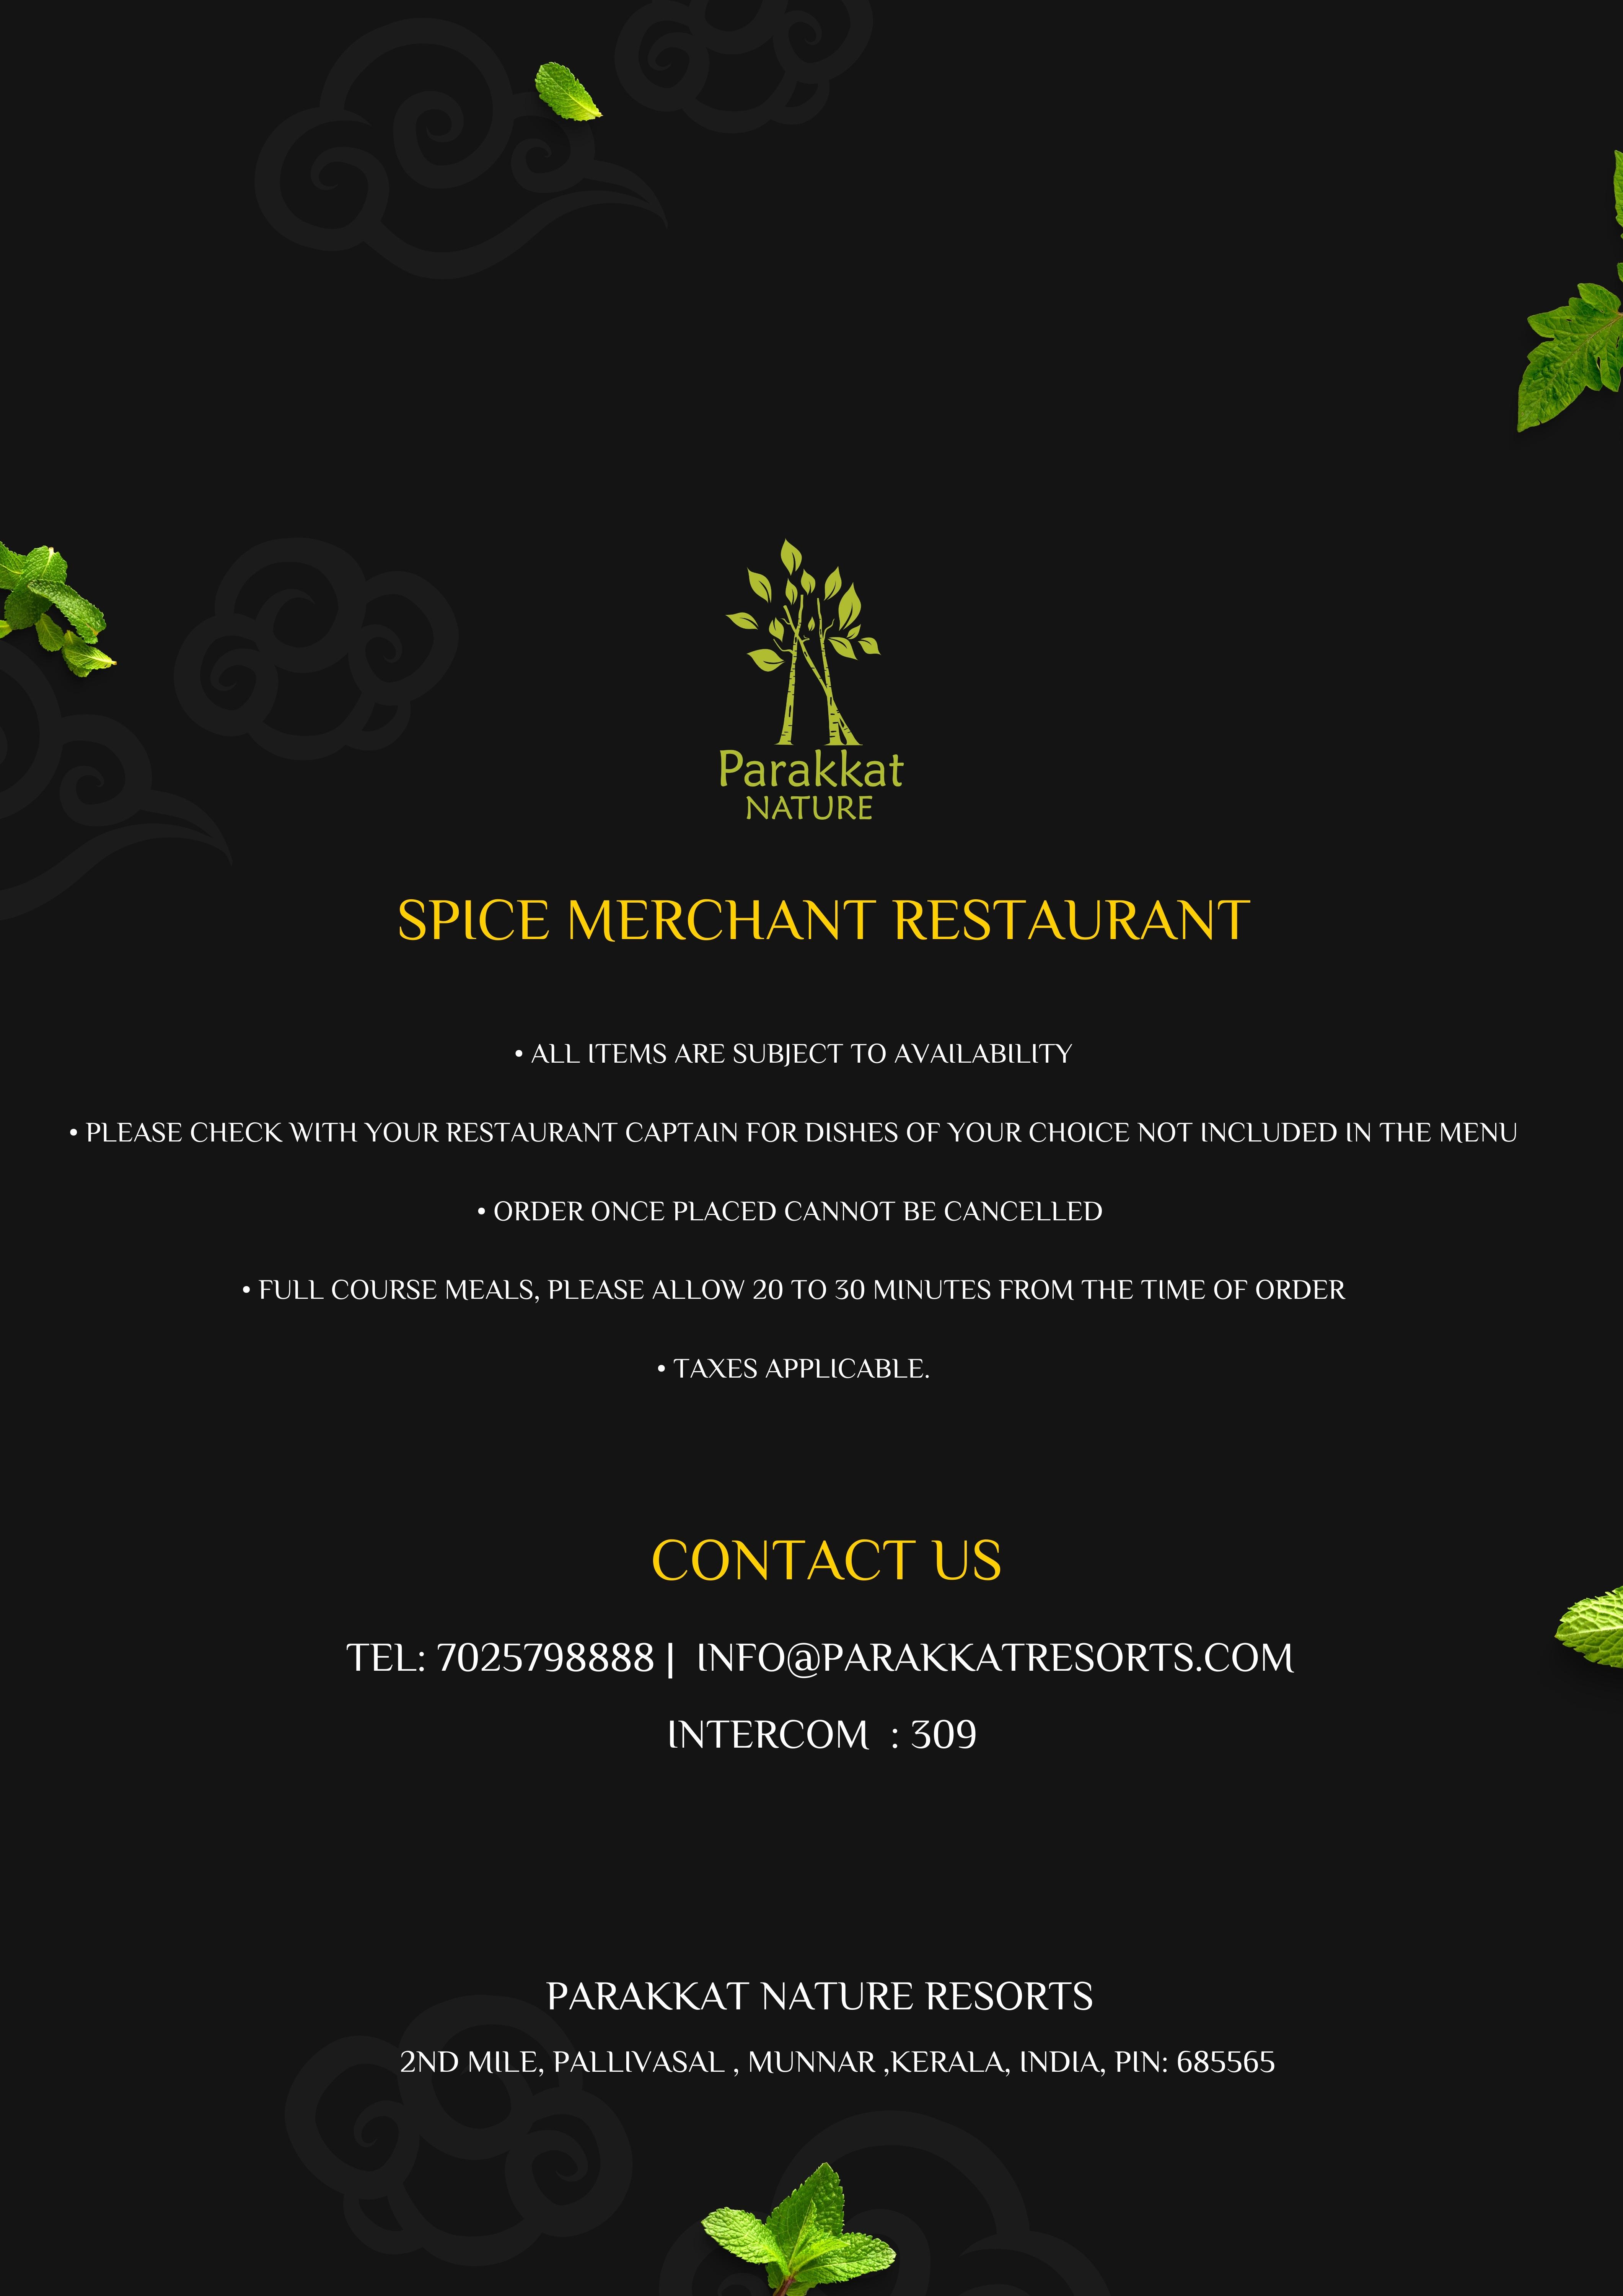 Parakkat
NATURE
SPICE MERCHANT RESTAURANT
• ALL ITEMS ARE SUBJECT TO AVAILABILITY
• PLEASE CHECK WITH YOUR RESTAURANT CAPTAIN FOR DISHES OF YOUR CHOICE NOT INCLUDED IN THE MENU
• ORDER ONCE PLACED CANNOT BE CANCELLED
• FULL COURSE MEALS, PLEASE ALLOW 20 TO 30 MINUTES FROM THE TIME OF ORDER
• TAXES APPLICABLE.
CONTACT US
TEL: 7025798888 | INFO@PARAKKATRESORTS.COM
INTERCOM : 309
PARAKKAT NATURE RESORTS
2ND MILE, PALLIVASAL , MUNNAR ,KERALA, INDIA, PIN: 685565